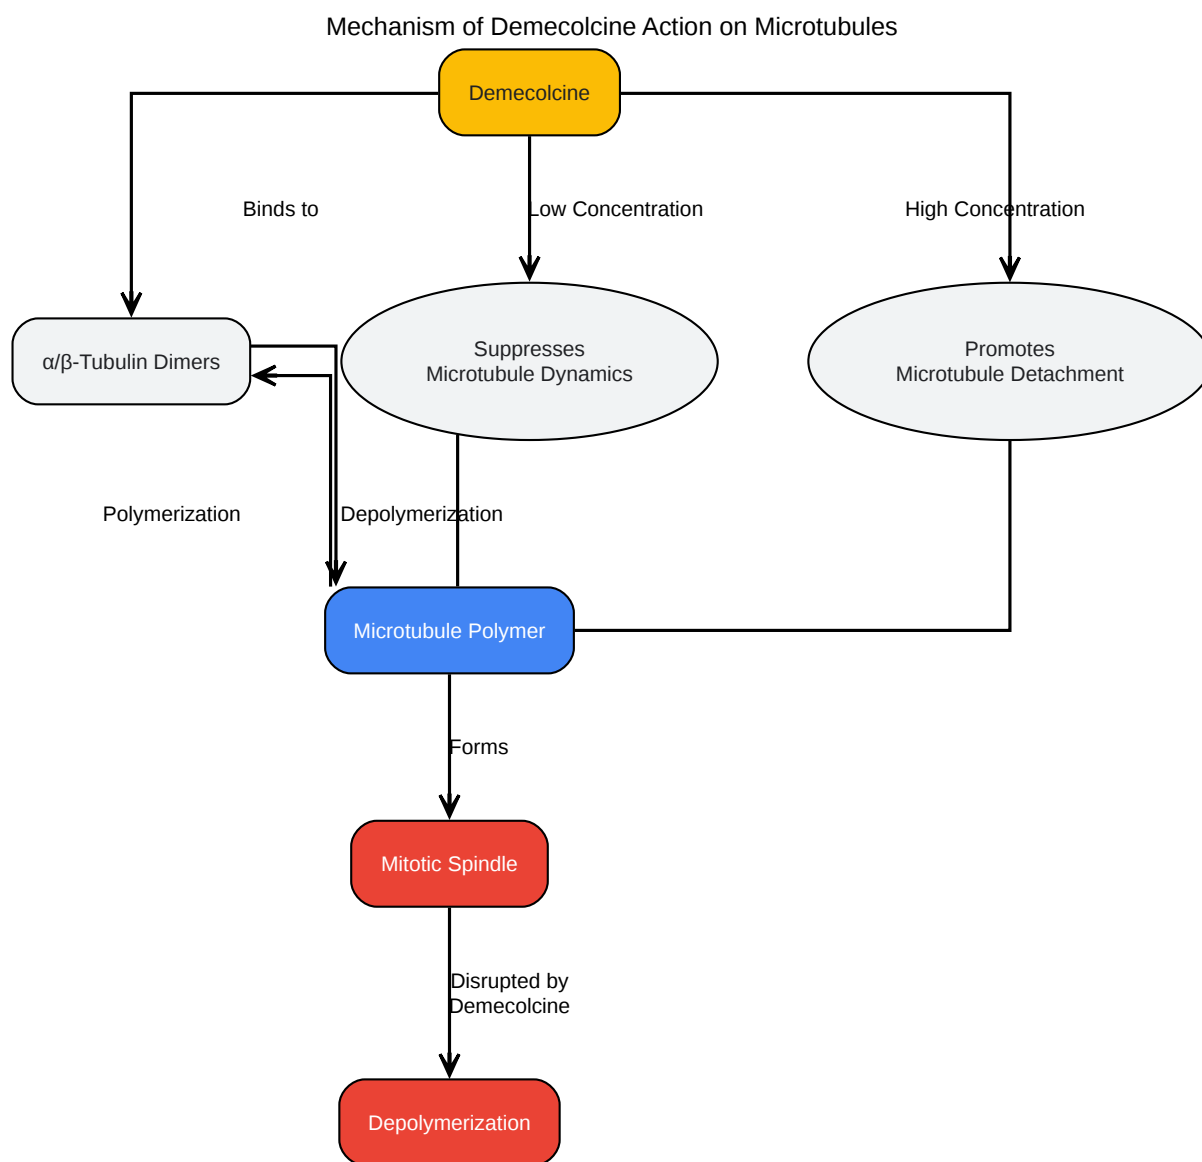 Mechanism of Demecolcine Action on Microtubules
Demecolcine
Binds to
Low Concentration
High Concentration
α/β-Tubulin Dimers
Suppresses
Microtubule Dynamics
Promotes
Microtubule Detachment
Polymerization
Depolymerization
Microtubule Polymer
Forms
Mitotic Spindle
Disrupted by
Demecolcine
Depolymerization